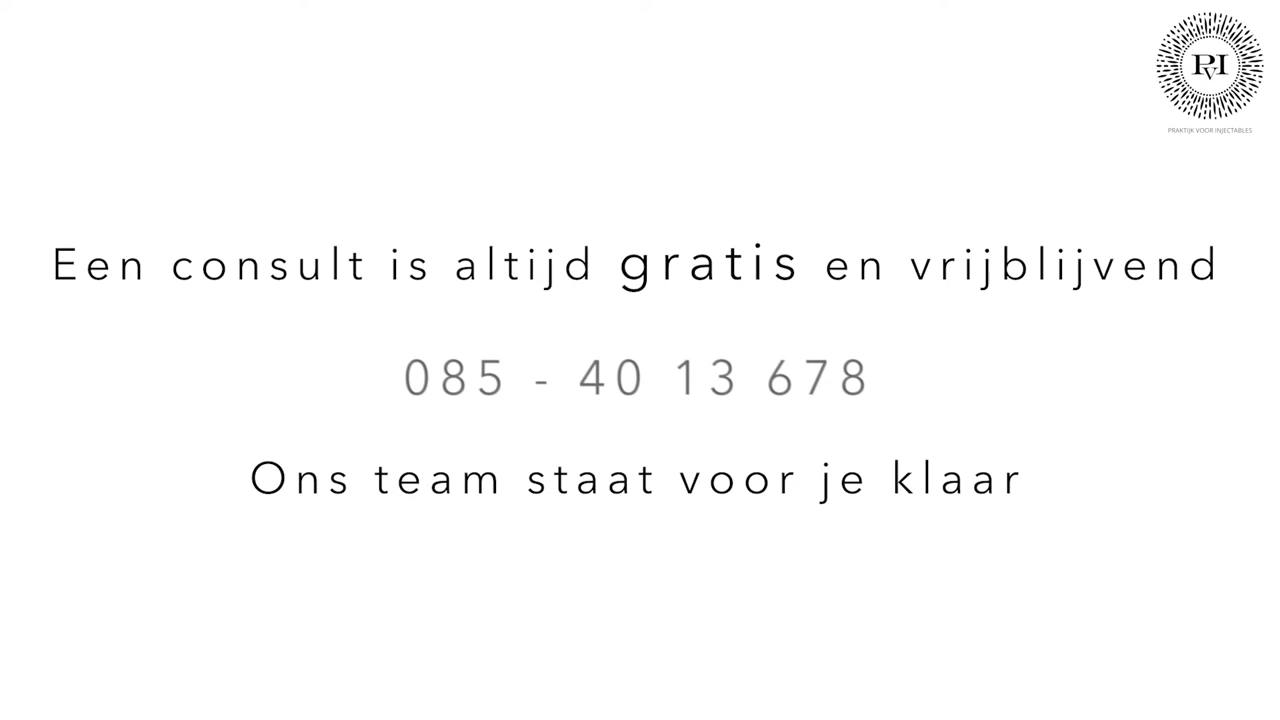 PvI
PRAKTIJK VOOR INJECTABLES
Een consult is altijd gratis en vrijblijvend
085 - 40 13 678
Ons team staat voor je klaar